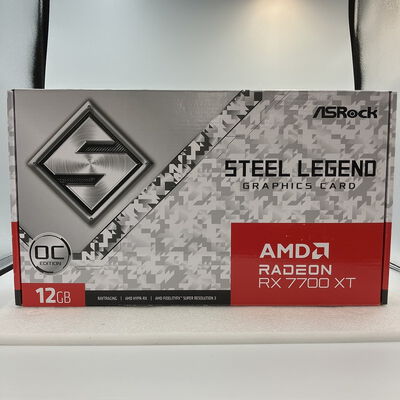 ASRock
STEEL LEGEND
GRAPHICS CARD
OC
EDITION
AMD
RADEON
RX 7700 XT
12GB
RAYTRACING | AMD HYPR-RX | AMD FIDELITYFX™ SUPER RESOLUTION 3